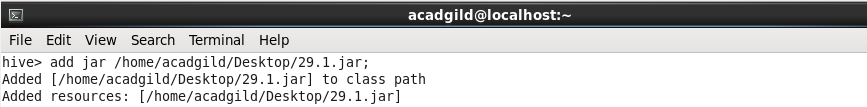 acadgild@localhost:~
File Edit View Search Terminal Help
hive> add jar /home/acadgild/Desktop/29.1.jar;
Added [/home/acadgild/Desktop/29.1.jar] to class path
Added resources: [/home/acadgild/Desktop/29.1.jar]